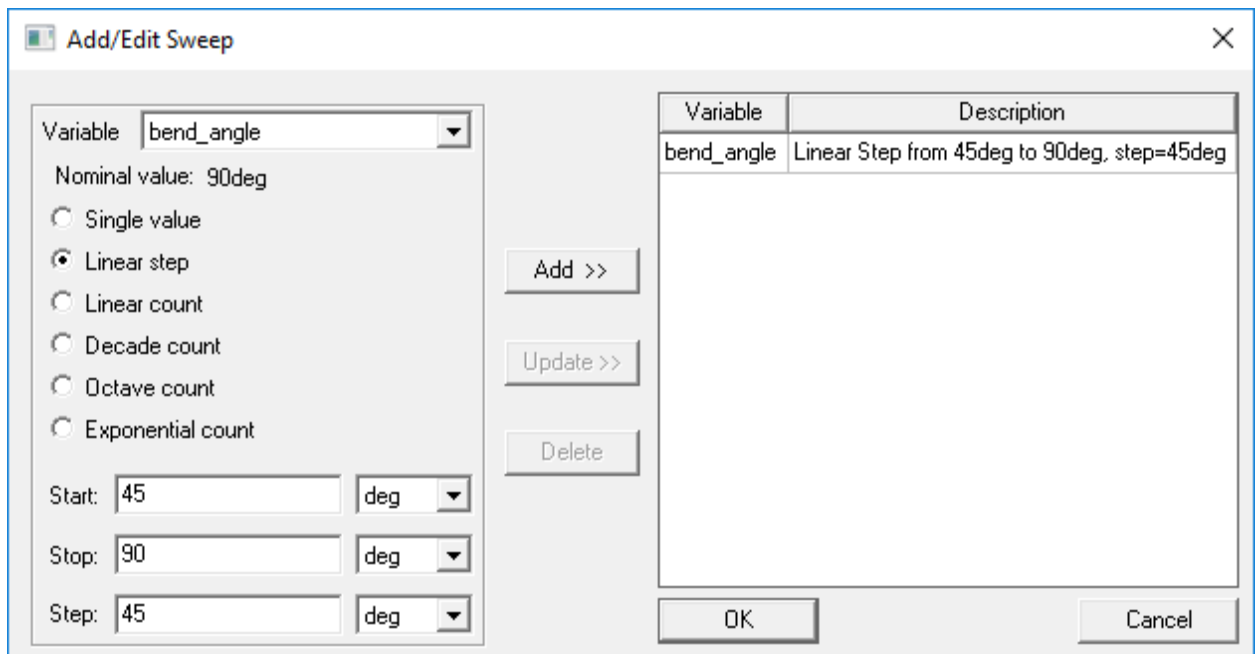 Add/Edit Sweep
Variable bend_angle
Nominal value: 90deg
Single value
Linear step
Linear count
Decade count
Octave count
Exponential count
Start: 45 deg
Stop: 90 deg
Step: 45 deg
Add >>
Update >>
Delete
Variable Description
bend_angle Linear Step from 45deg to 90deg, step=45deg
OK Cancel